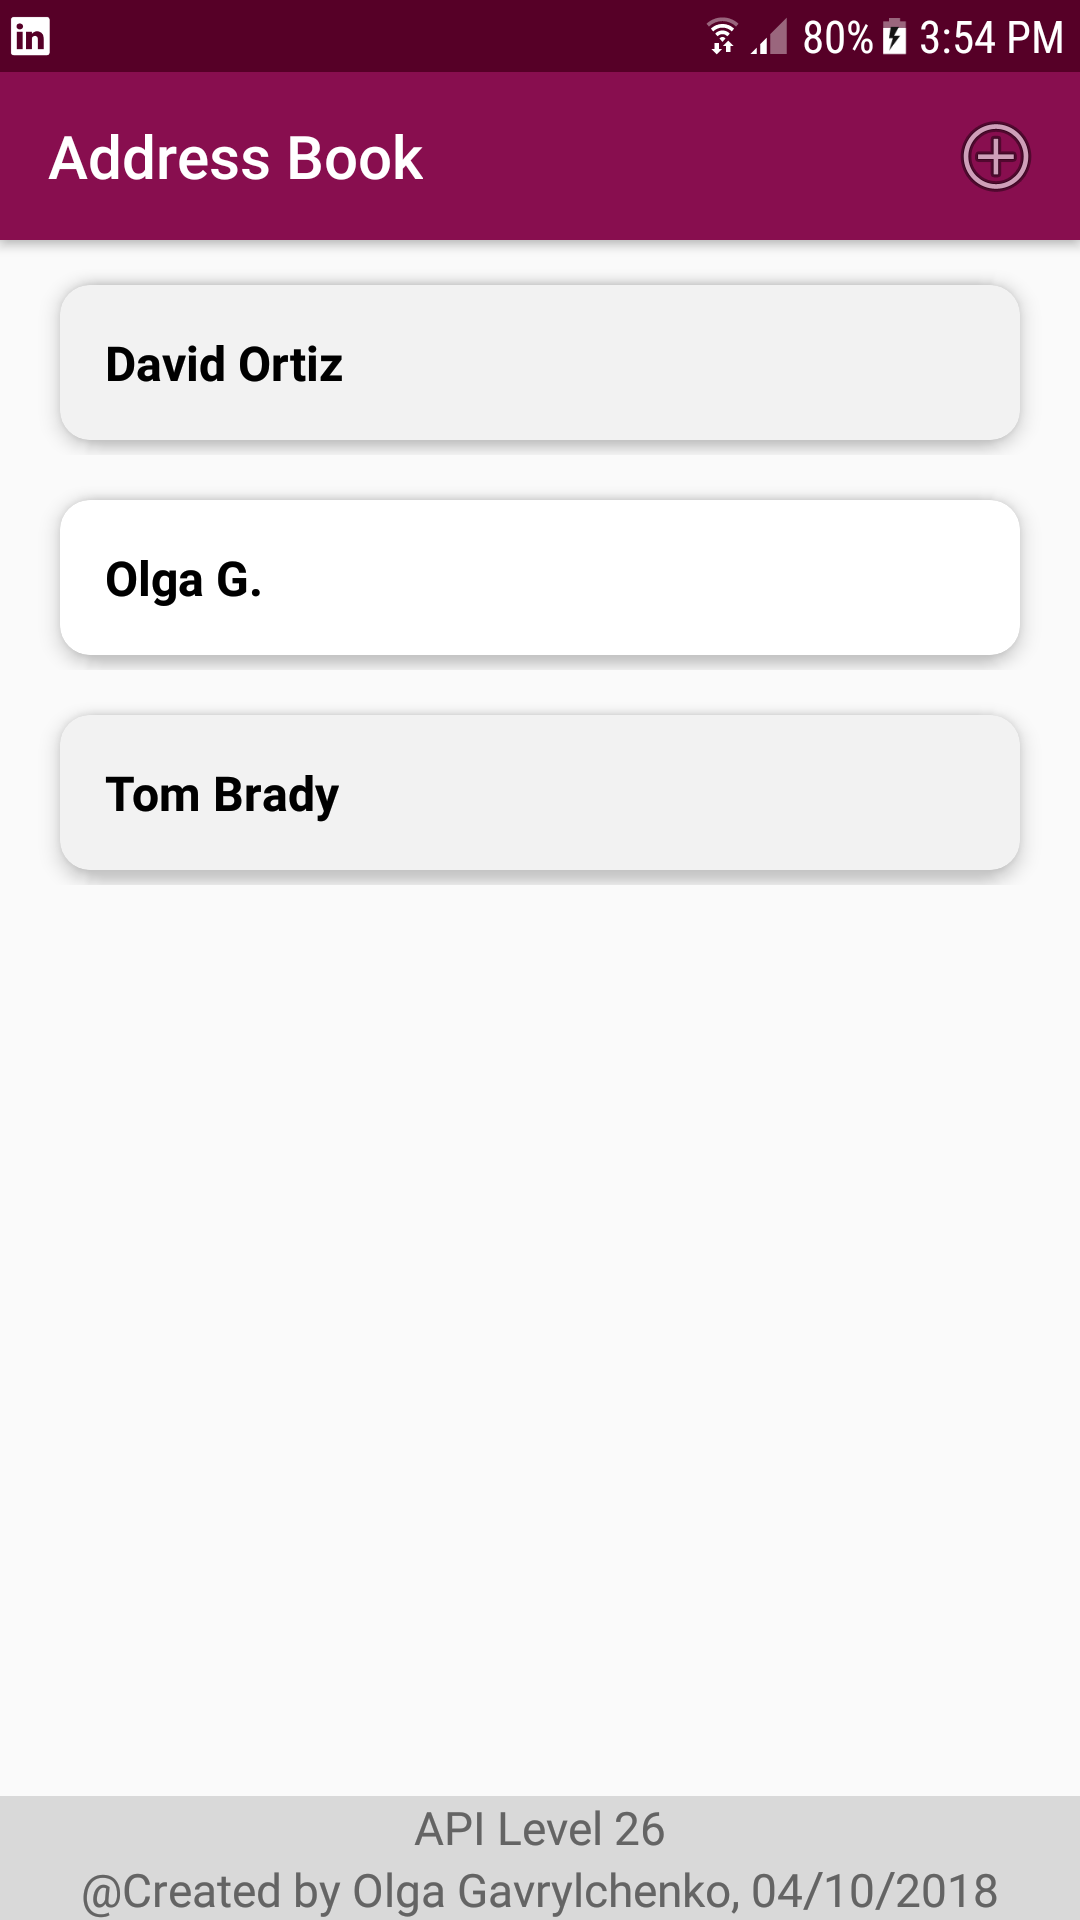 in 80% 3:54 PM
Address Book
David Ortiz
Olga G.
Tom Brady
API Level 26
@Created by Olga Gavrylchenko, 04/10/2018